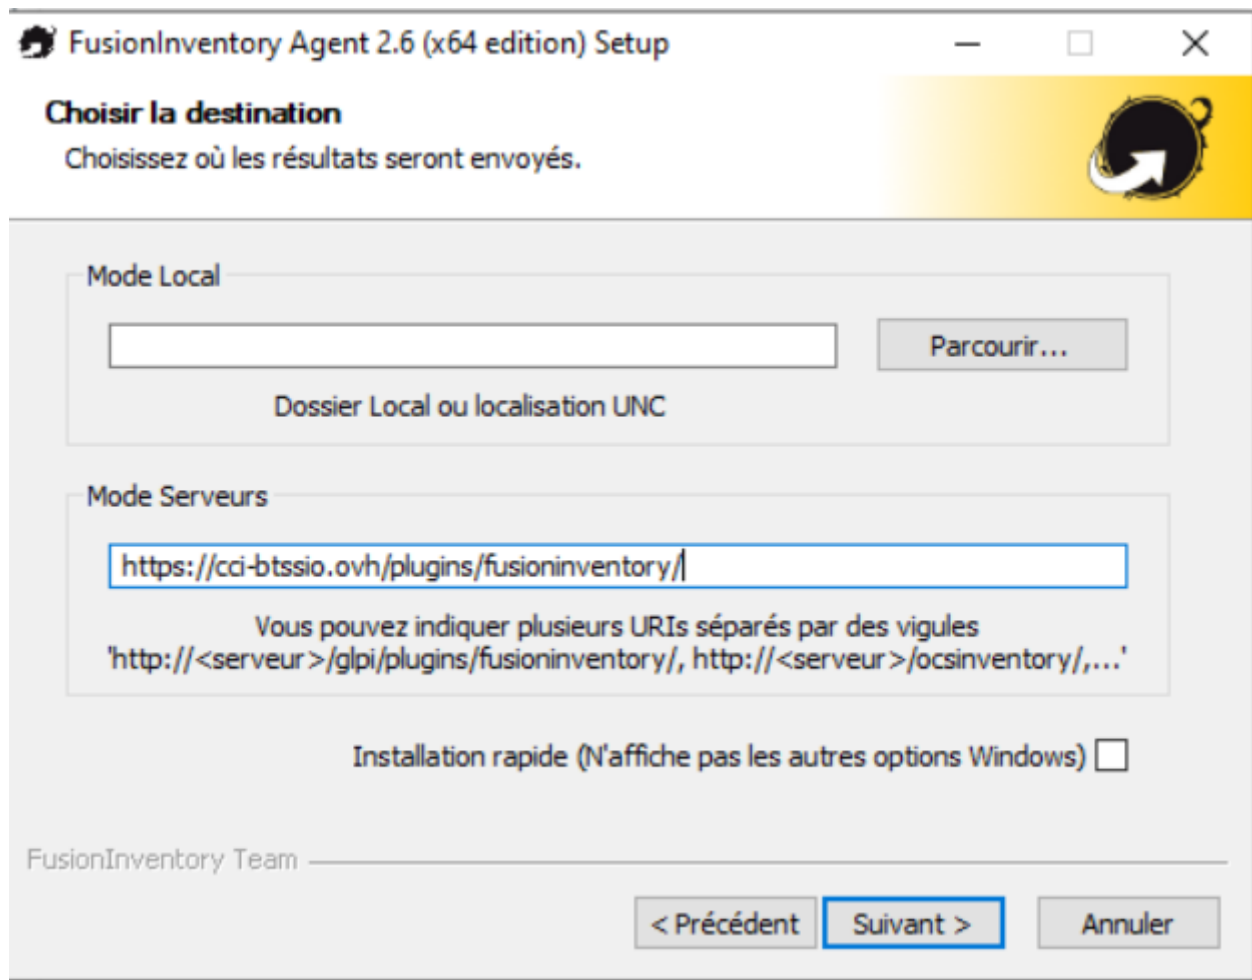 FusionInventory Agent 2.6 (x64 edition) Setup
Choisir la destination
Choisissez où les résultats seront envoyés.
Mode Local
Parcourir...
Dossier Local ou localisation UNC
Mode Serveurs
https://cci-btssio.ovh/plugins/fusioninventory/
Vous pouvez indiquer plusieurs URIs séparés par des vigules
'http://<serveur>/glpi/plugins/fusioninventory/, http://<serveur>/ocsinventory/,...'
Installation rapide (N'affiche pas les autres options Windows)
FusionInventory Team
< Précédent Suivant > Annuler